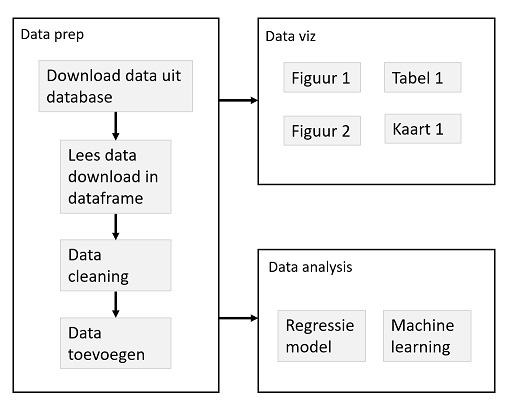 Data prep
Download data uit
database
Lees data
download in
dataframe
Data
cleaning
Data
toevoegen
Data viz
Figuur 1
Tabel 1
Figuur 2
Kaart 1
Data analysis
Regressie
model
Machine
learning